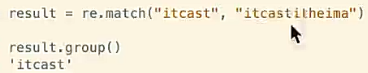 result = re.match("itcast", "itcastitheima")
result.group()
'itcast'